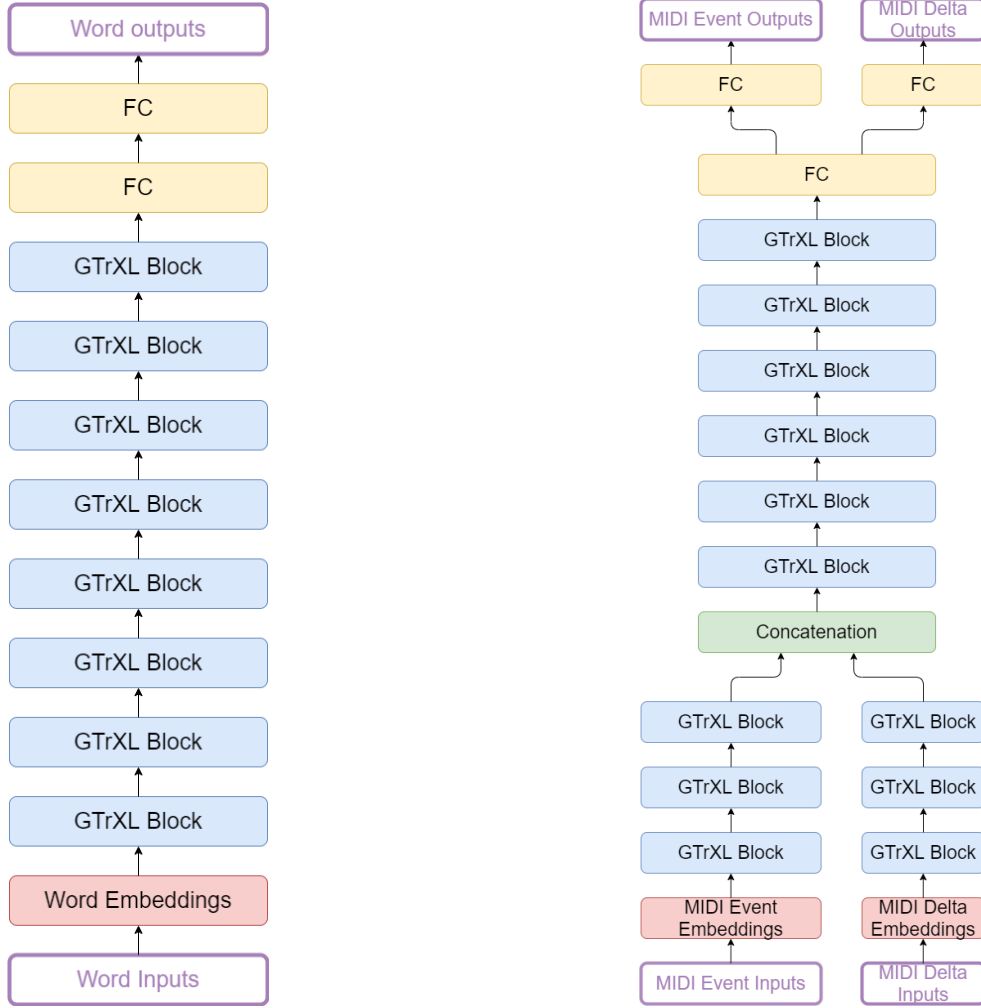 Word outputs
FC
FC
GTrXL Block
GTrXL Block
GTrXL Block
GTrXL Block
GTrXL Block
GTrXL Block
GTrXL Block
GTrXL Block
Word Embeddings
Word Inputs
MIDI Event Outputs
MIDI Delta
Outputs
FC
FC
FC
GTrXL Block
GTrXL Block
GTrXL Block
GTrXL Block
GTrXL Block
GTrXL Block
Concatenation
GTrXL Block
GTrXL Block
GTrXL Block
GTrXL Block
GTrXL Block
GTrXL Block
MIDI Event
Embeddings
MIDI Delta
Embeddings
MIDI Event Inputs
MIDI Delta
Inputs